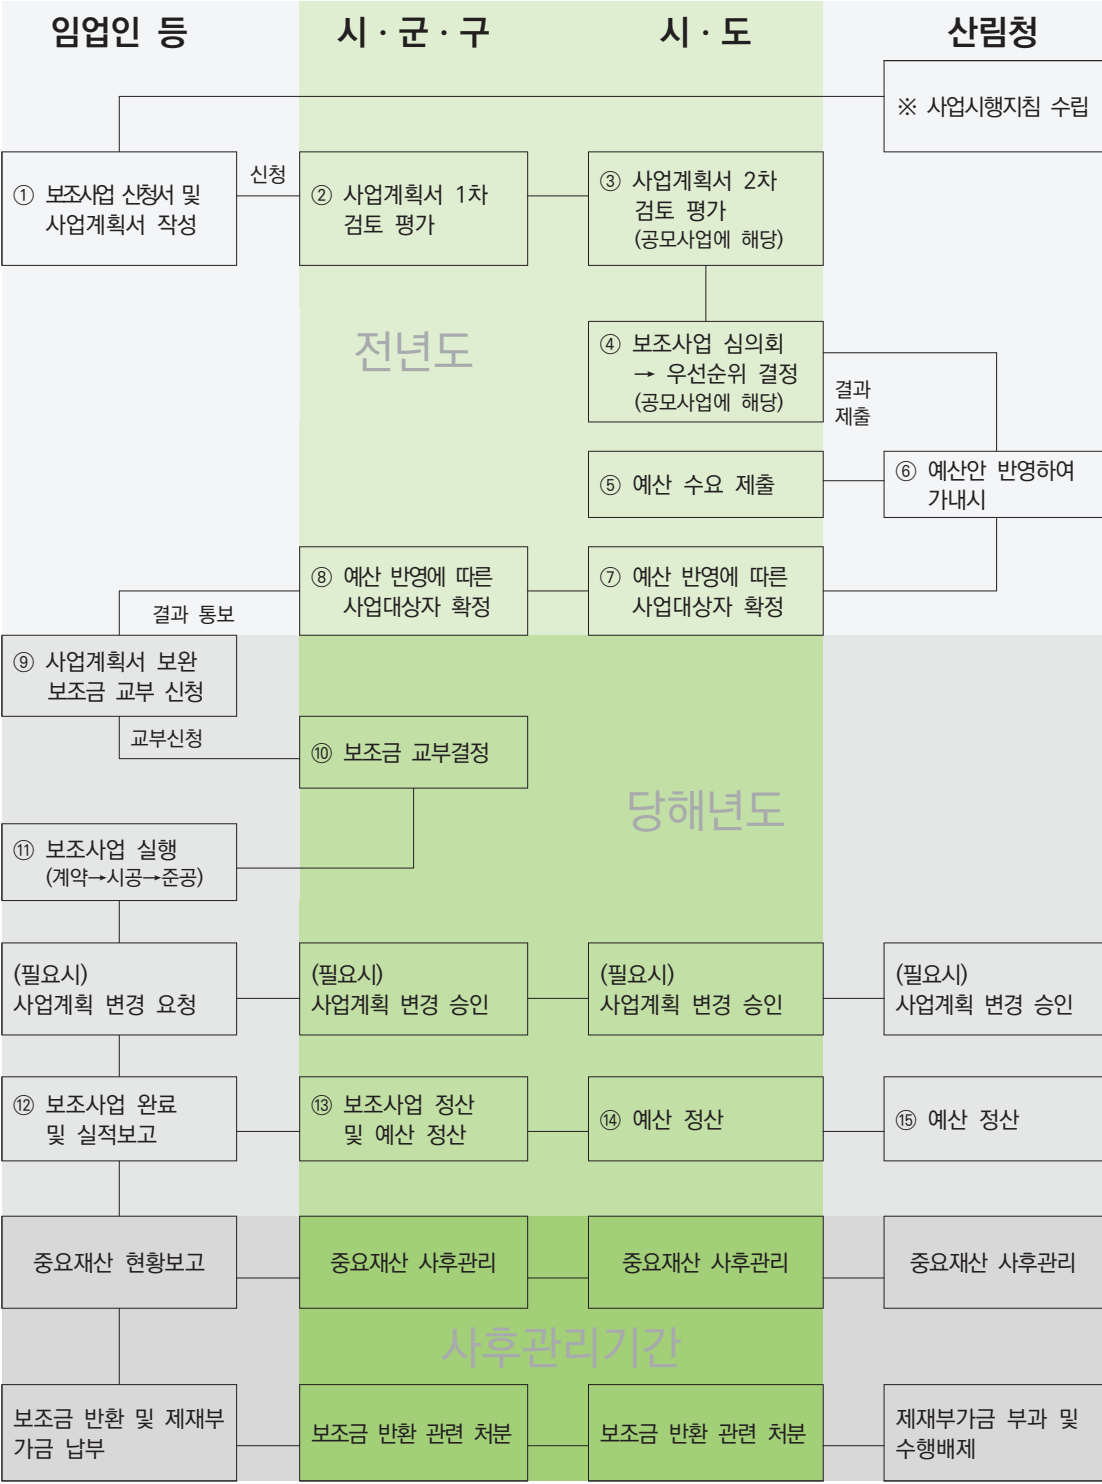 임업인 등
시·군·구
시·도
산림청
※ 사업시행지침 수립
① 보조사업 신청서 및
사업계획서 작성
신청
② 사업계획서 1차
검토 평가
③ 사업계획서 2차
검토 평가
(공모사업에 해당)
전년도
④ 보조사업 심의회
→ 우선순위 결정
(공모사업에 해당)
결과
제출
⑤ 예산 수요 제출
⑥ 예산안 반영하여
가내시
⑧ 예산 반영에 따른
사업대상자 확정
⑦ 예산 반영에 따른
사업대상자 확정
결과 통보
⑨ 사업계획서 보완
보조금 교부 신청
교부신청
⑩ 보조금 교부결정
당해년도
⑪ 보조사업 실행
(계약→시공→준공)
(필요시)
사업계획 변경 요청
(필요시)
사업계획 변경 승인
(필요시)
사업계획 변경 승인
(필요시)
사업계획 변경 승인
⑫ 보조사업 완료
및 실적보고
⑬ 보조사업 정산
및 예산 정산
⑭ 예산 정산
⑮ 예산 정산
중요재산 현황보고
중요재산 사후관리
중요재산 사후관리
중요재산 사후관리
사후관리기간
보조금 반환 및 제재부
가금 납부
보조금 반환 관련 처분
보조금 반환 관련 처분
제재부가금 부과 및
수행배제